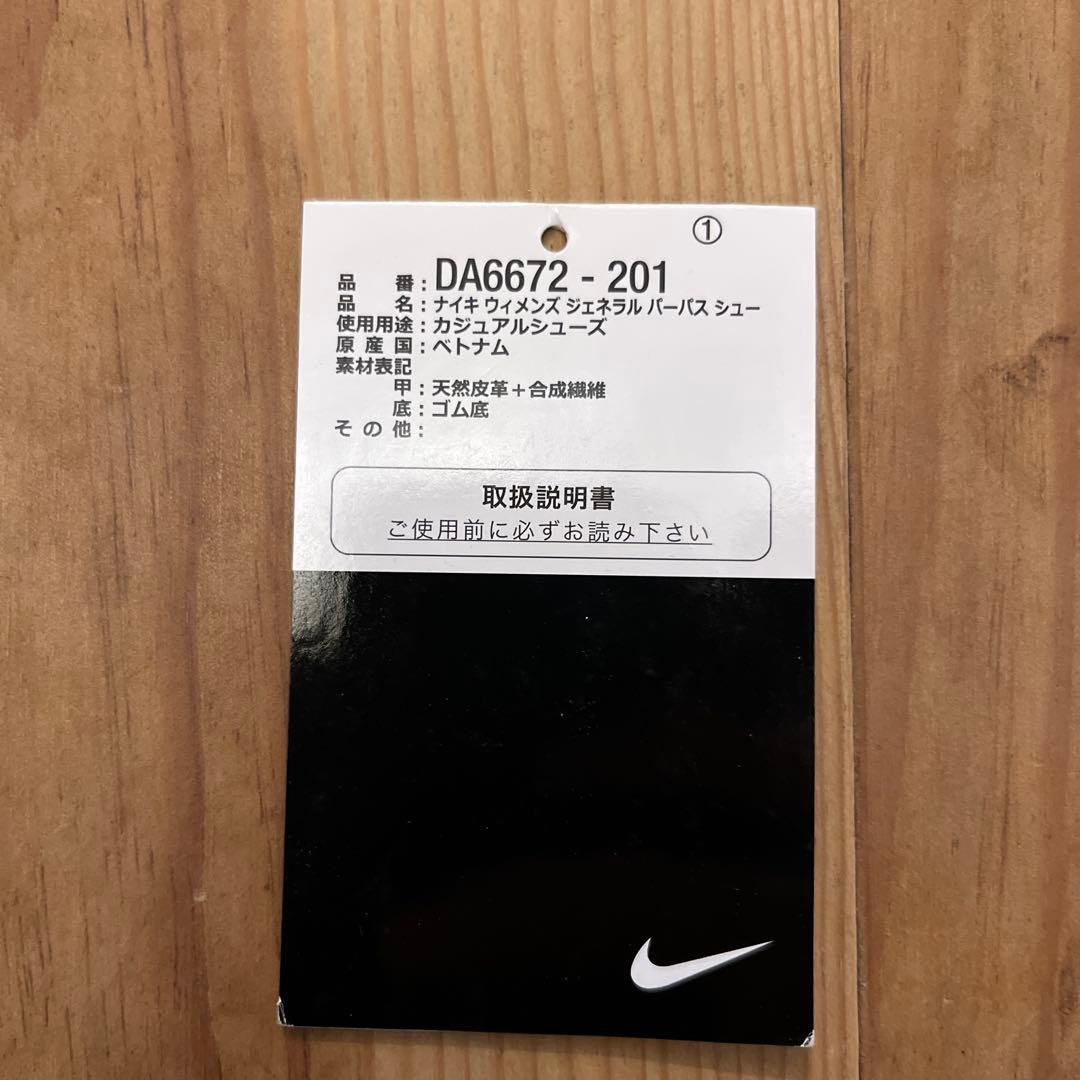 ①
品番：DA6672 - 201
品名：ナイキ ウィメンズ ジェネラル パーパス シュー
使用用途：カジュアルシューズ
原産国：ベトナム
素材表記
甲：天然皮革＋合成繊維
底：ゴム底
その他：
取扱説明書
ご使用前に必ずお読み下さい